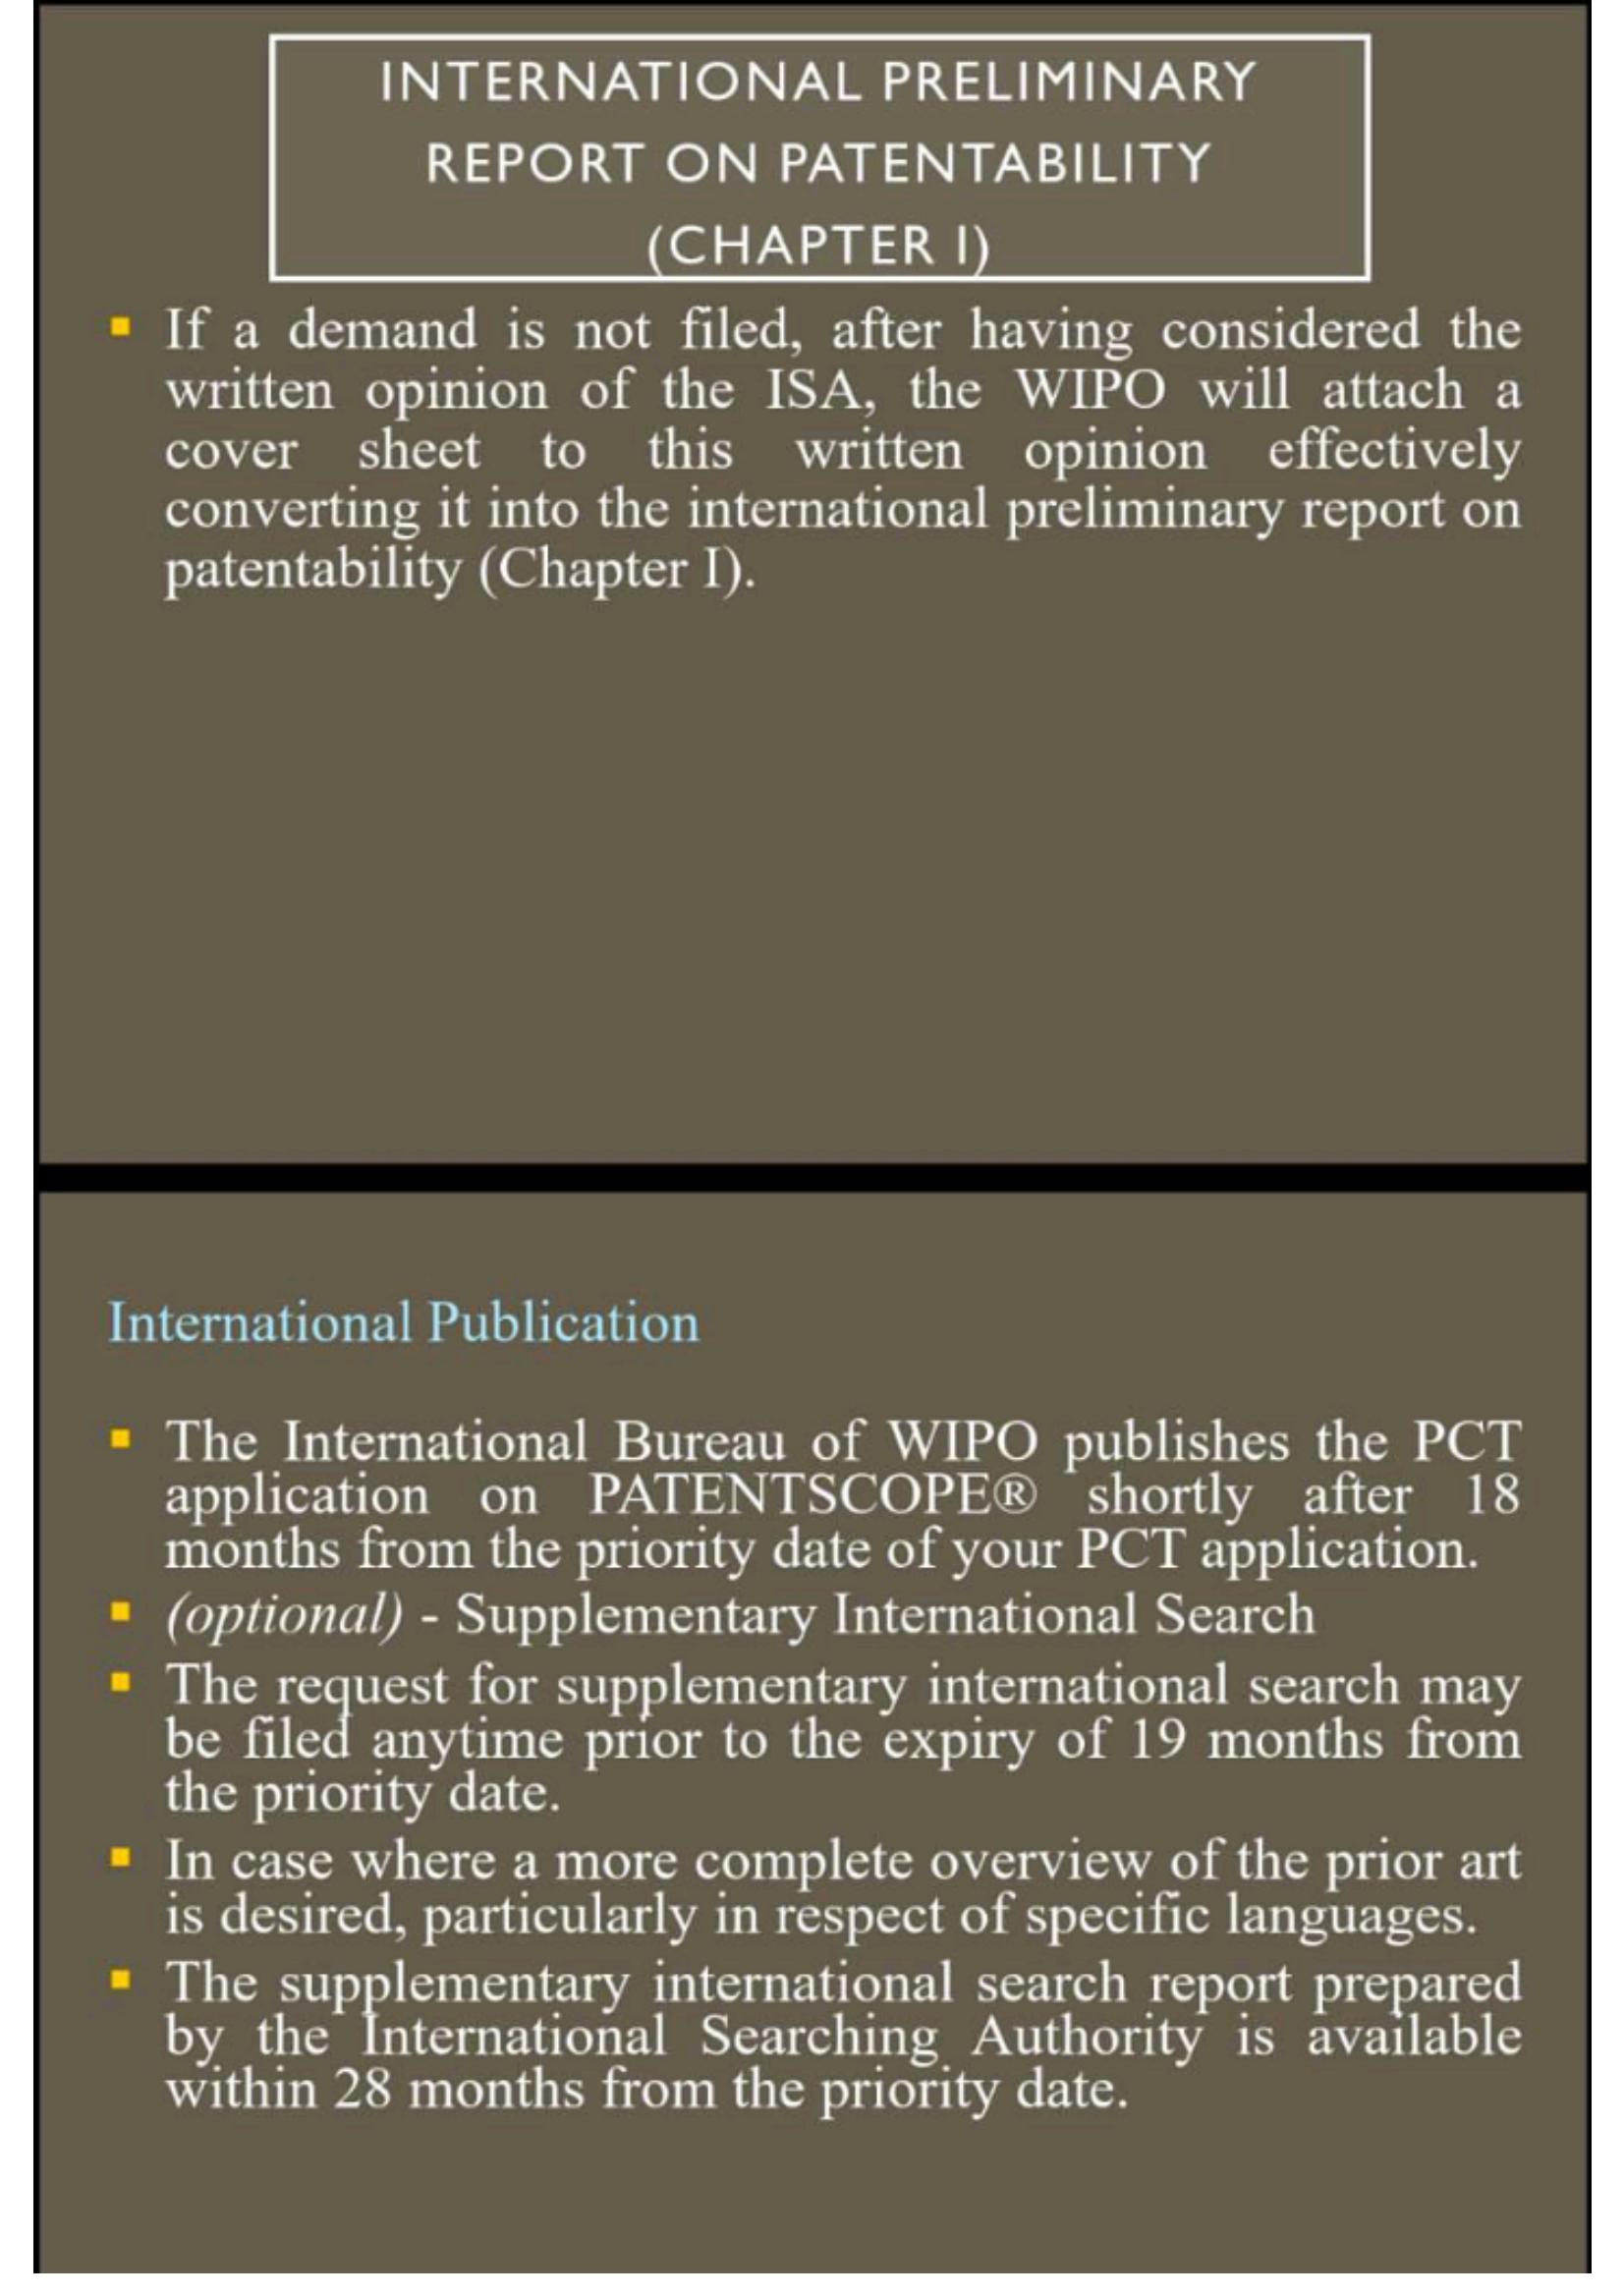 INTERNATIONAL PRELIMINARY
REPORT ON PATENTABILITY
(CHAPTER I)
▪ If a demand is not filed, after having considered the
written opinion of the ISA, the WIPO will attach a
cover sheet to this written opinion effectively
converting it into the international preliminary report on
patentability (Chapter I).
International Publication
▪ The International Bureau of WIPO publishes the PCT
application on PATENTSCOPE® shortly after 18
months from the priority date of your PCT application.
▪ (optional) - Supplementary International Search
▪ The request for supplementary international search may
be filed anytime prior to the expiry of 19 months from
the priority date.
▪ In case where a more complete overview of the prior art
is desired, particularly in respect of specific languages.
▪ The supplementary international search report prepared
by the International Searching Authority is available
within 28 months from the priority date.